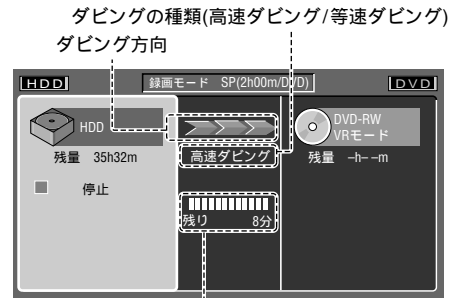 ダビングの種類(高速ダビング/等速ダビング)
ダビング方向
HDD 録画モード SP(2h00m/DVD) DVD
HDD
DVD-RW
VRモード
残量 35h32m
高速ダビング
残量 –h– –m
停止
残り 8分